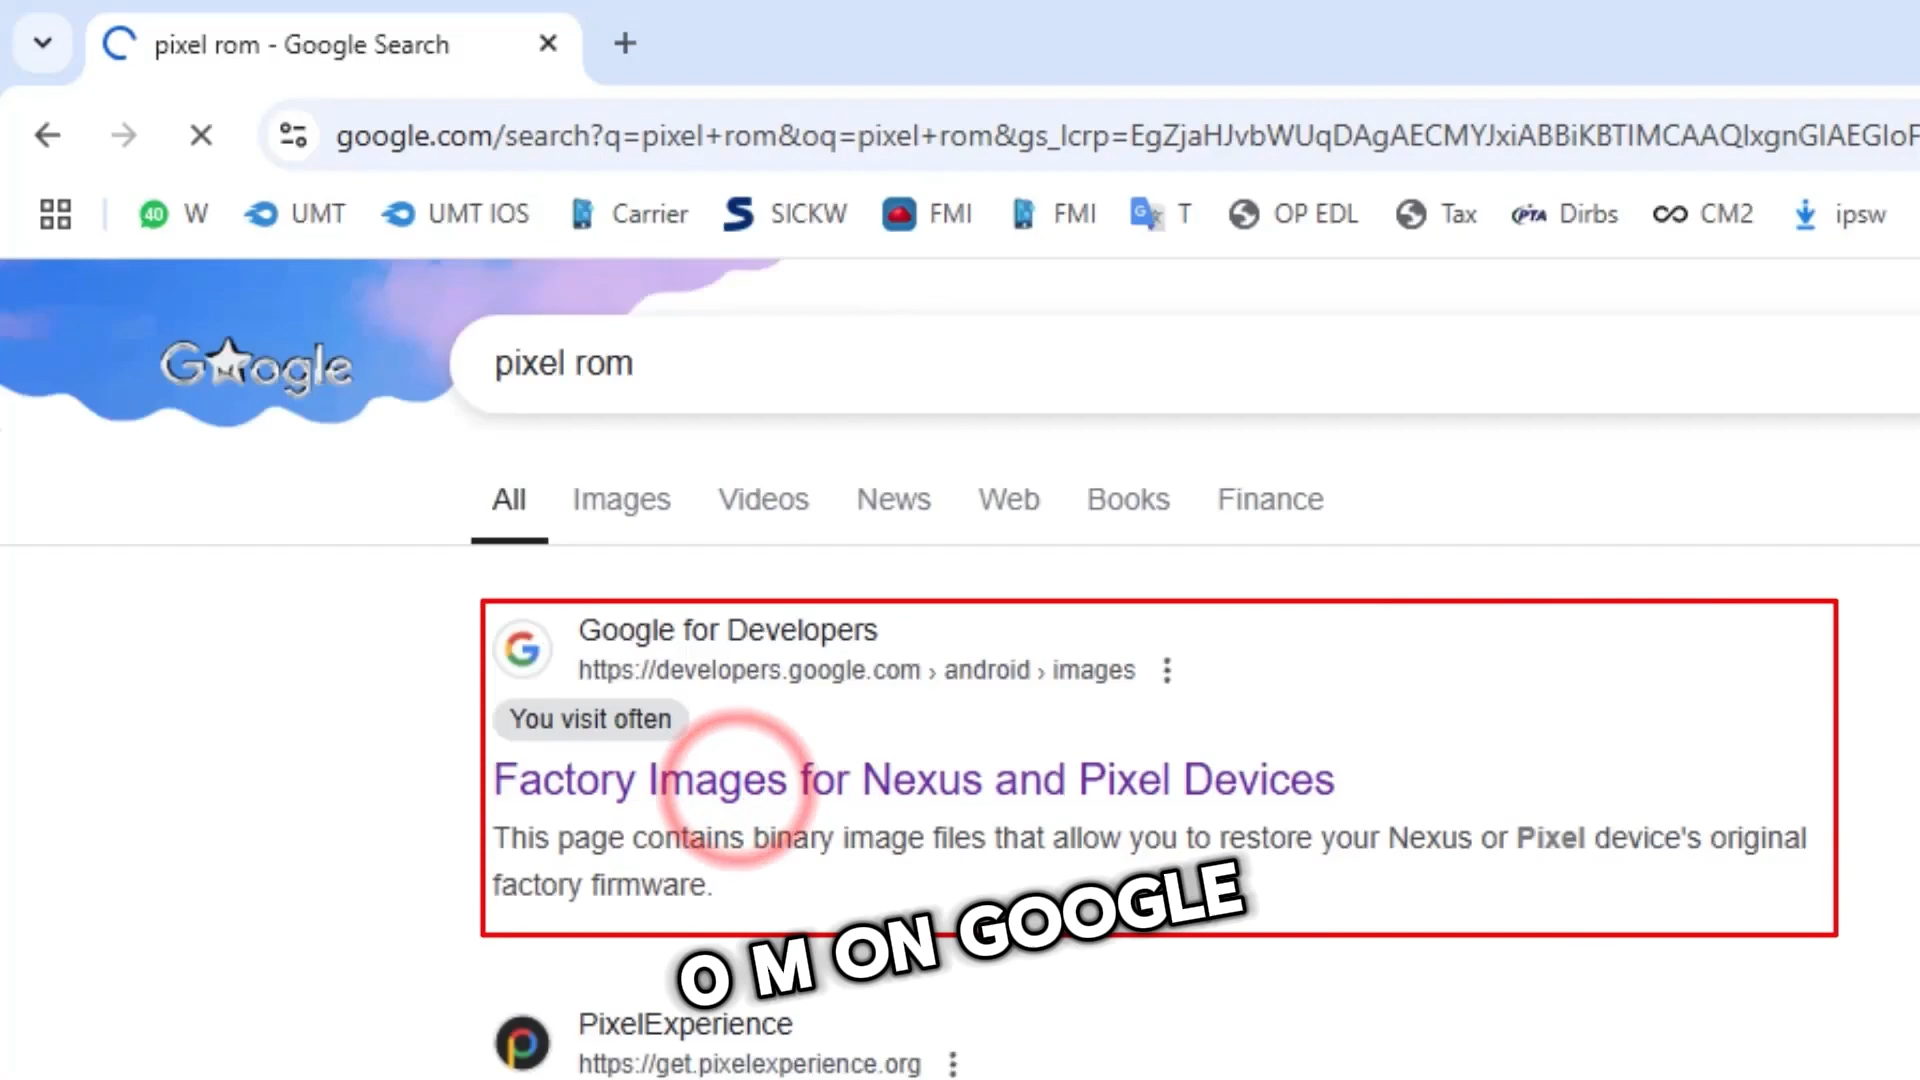 pixel rom - Google Search
google.com/search?q=pixel+rom&oq=pixel+rom&gs_lcrp=EgZjaHJvbWUqDAgAECMYJxiABBiKBTIMCAAQIxgnGIAEGIoF
40 W UMT UMT IOS Carrier SICKW FMI FMI T OP EDL Tax PTA Dirbs CM2 ipsw
Google
pixel rom
All Images Videos News Web Books Finance
Google for Developers
https://developers.google.com › android › images
You visit often
Factory Images for Nexus and Pixel Devices
This page contains binary image files that allow you to restore your Nexus or Pixel device's original
factory firmware.
O M ON GOOGLE
PixelExperience
https://get.pixelexperience.org